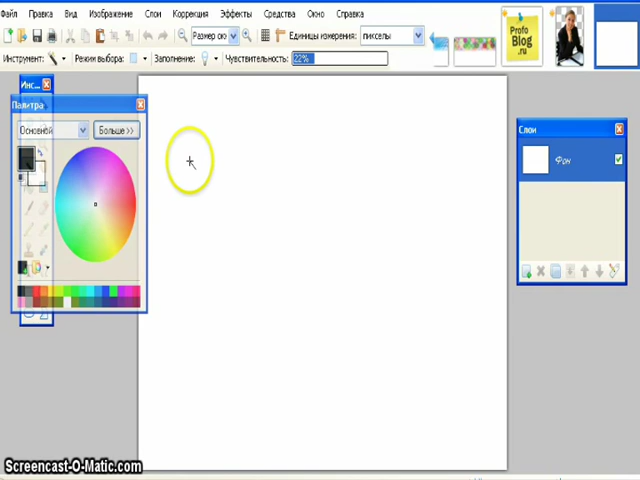 Файл Правка Вид Изображение Слои Коррекция Эффекты Средства Окно Справка
Размер ок Единицы измерения: пикселы
Инструмент: Режим выбора: Заполнение: Чувствительность: 22%
Profo
Blog
.ru
Инс...
Палитра
Основной Больше >>
Слои
Фон
Screencast-O-Matic.com